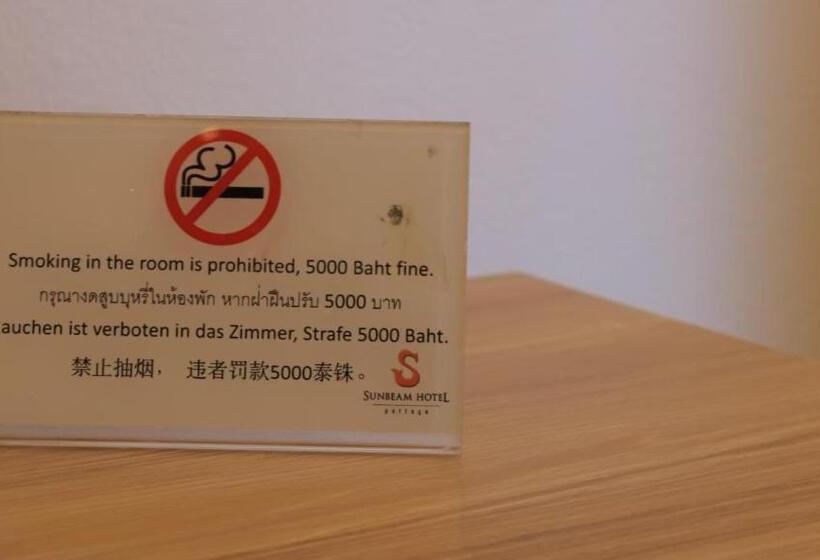 Smoking in the room is prohibited, 5000 Baht fine.
กรุณางดสูบบุหรี่ในห้องพัก หากฝ่าฝืนปรับ 5000 บาท
auchen ist verboten in das Zimmer, Strafe 5000 Baht.
禁止抽烟， 违者罚款5000泰铢。
S
SUNBEAM HOTEL
pattaya